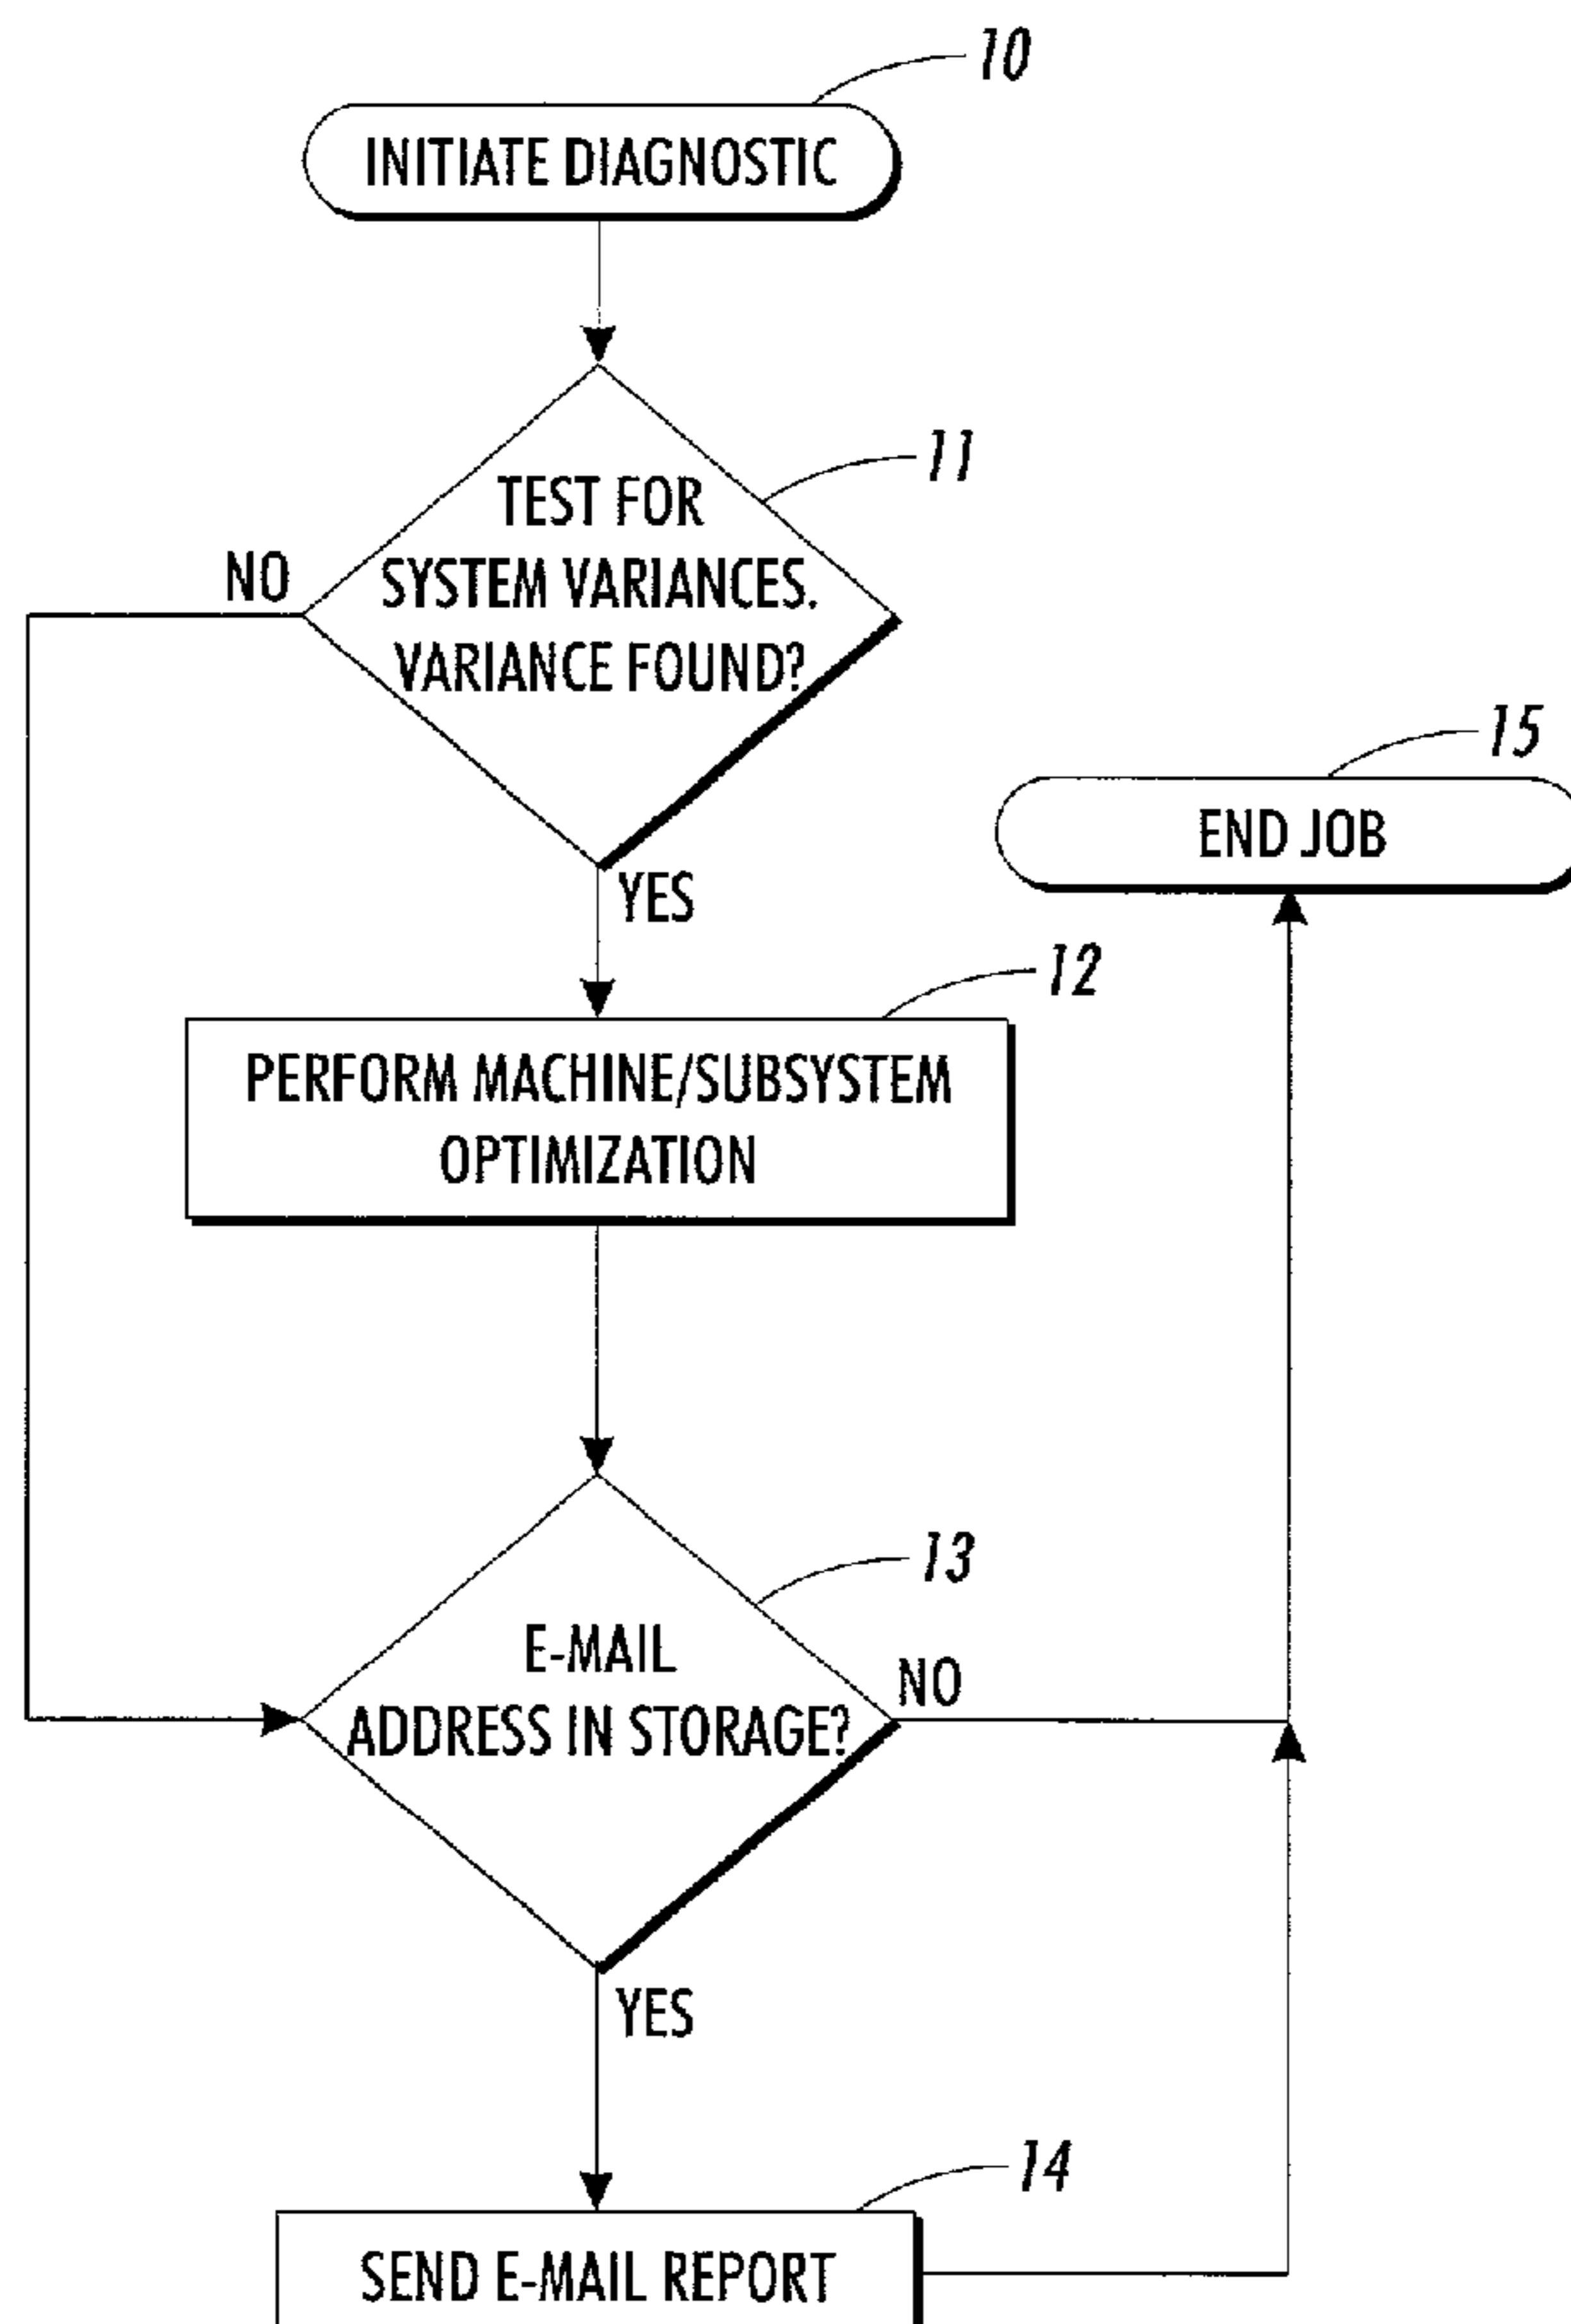 10
INITIATE DIAGNOSTIC
11
TEST FOR
SYSTEM VARIANCES.
VARIANCE FOUND?
NO
YES
15
END JOB
12
PERFORM MACHINE/SUBSYSTEM
OPTIMIZATION
13
E-MAIL
ADDRESS IN STORAGE?
NO
YES
14
SEND E-MAIL REPORT